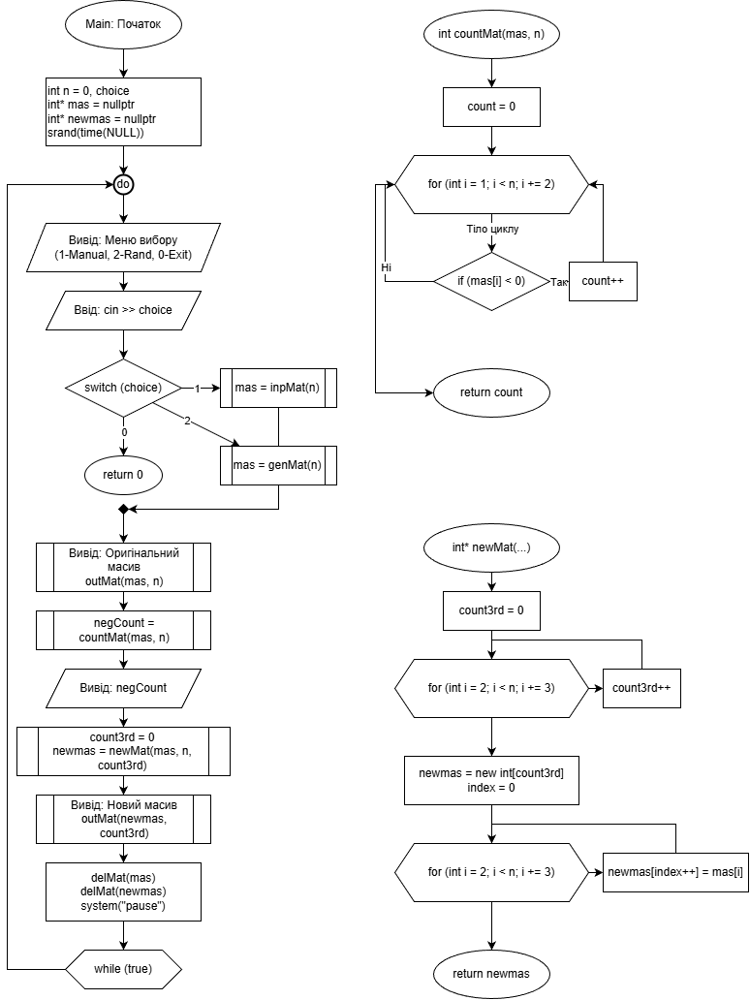 Main: Початок
int n = 0, choice
int* mas = nullptr
int* newmas = nullptr
srand(time(NULL))
do
Вивід: Меню вибору
(1-Manual, 2-Rand, 0-Exit)
Ввід: cin >> choice
switch (choice)
1
mas = inpMat(n)
2
mas = genMat(n)
0
return 0
Вивід: Оригінальний
масив
outMat(mas, n)
negCount =
countMat(mas, n)
Вивід: negCount
count3rd = 0
newmas = newMat(mas, n,
count3rd)
Вивід: Новий масив
outMat(newmas,
count3rd)
delMat(mas)
delMat(newmas)
system("pause")
while (true)
int countMat(mas, n)
count = 0
for (int i = 1; i < n; i += 2)
Тіло циклу
Ні
if (mas[i] < 0)
Так
count++
return count
int* newMat(...)
count3rd = 0
for (int i = 2; i < n; i += 3)
count3rd++
newmas = new int[count3rd]
index = 0
for (int i = 2; i < n; i += 3)
newmas[index++] = mas[i]
return newmas